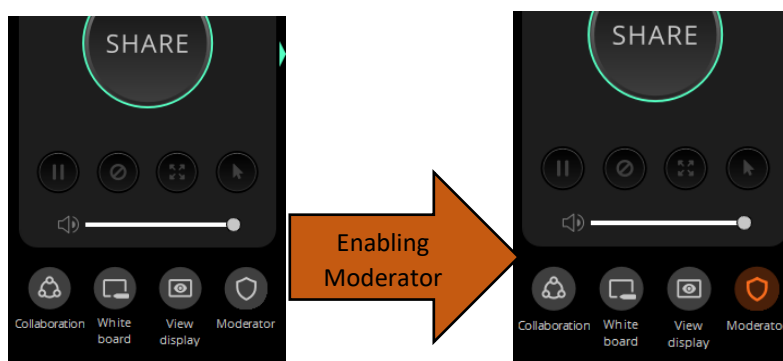 SHARE
SHARE
Enabling
Moderator
Collaboration White board View display Moderator
Collaboration White board View display Moderato